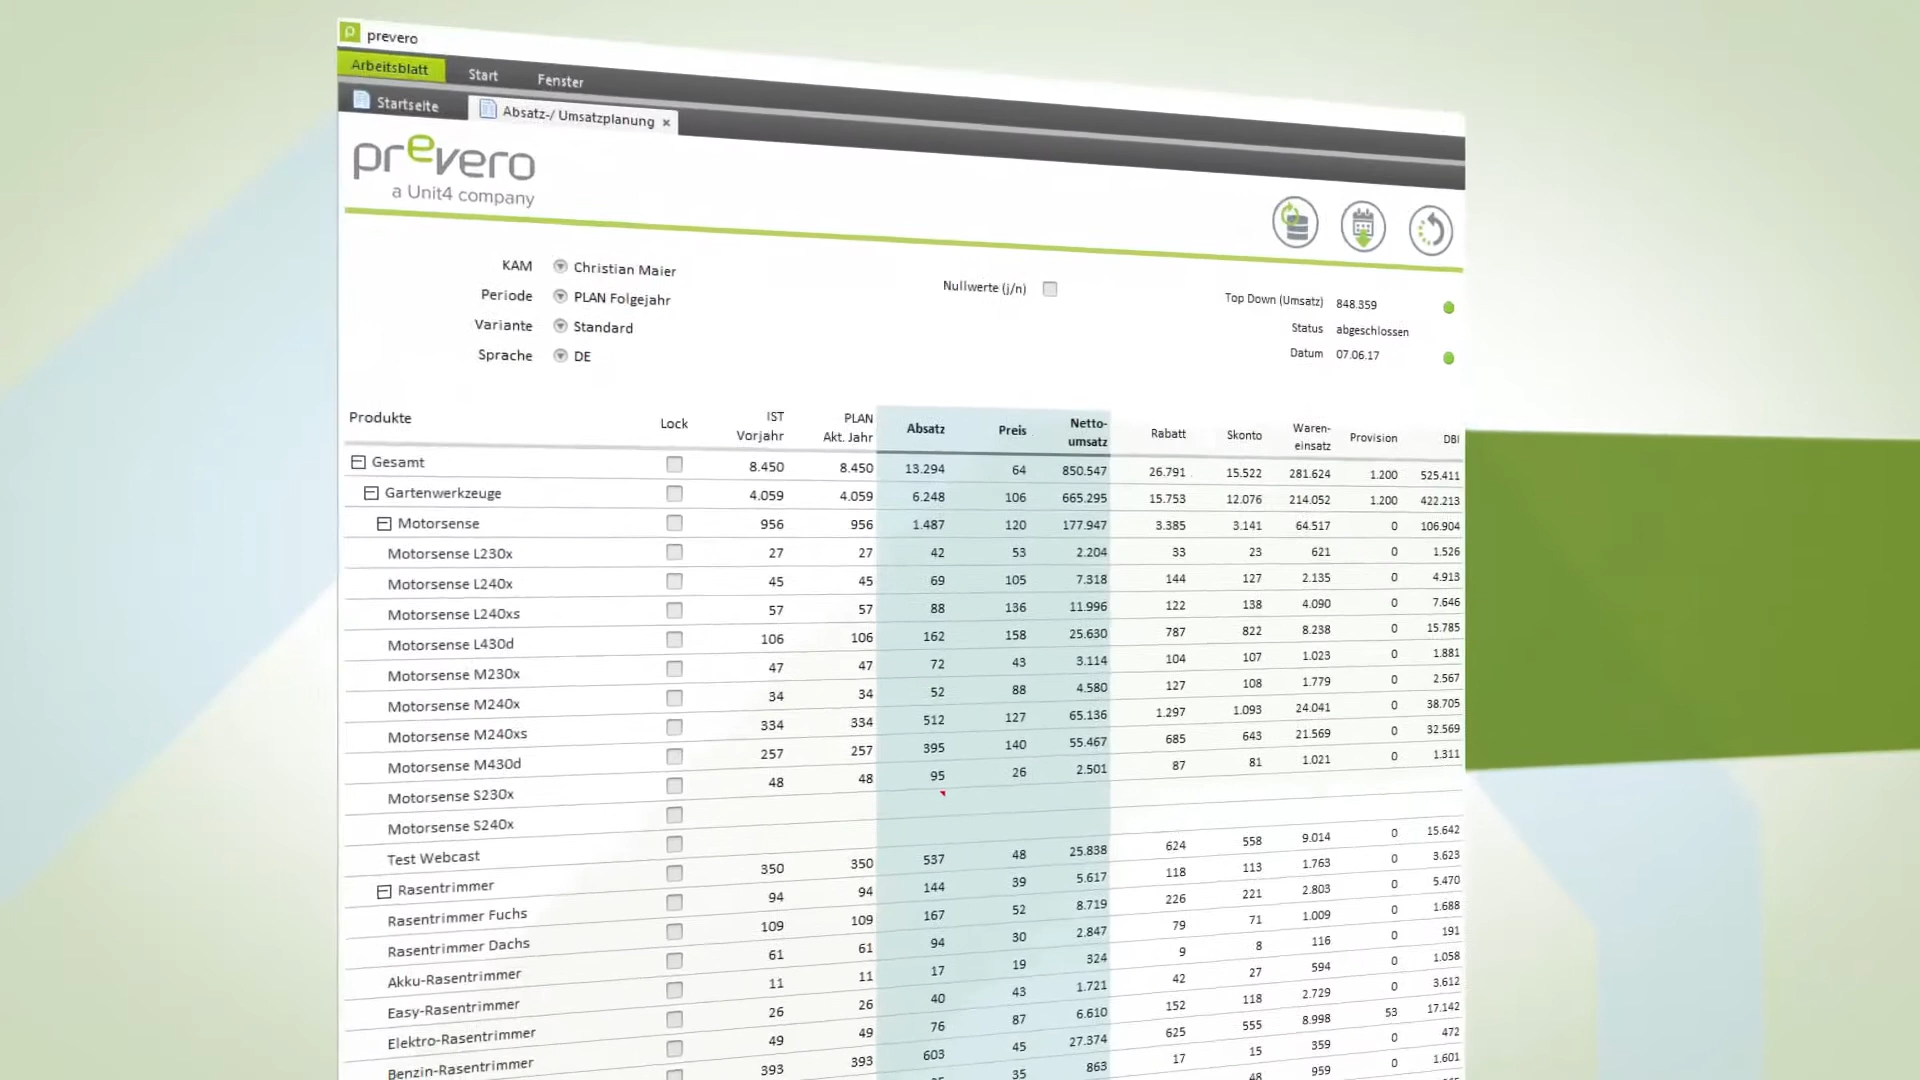 prevero
Arbeitsblatt Start Fenster
Startseite Absatz-/ Umsatzplanung ×
prevero
a Unit4 company
KAM Christian Maier
Periode PLAN Folgejahr
Variante Standard
Sprache DE
Nullwerte (j/n)
Top Down (Umsatz) 848.359
Status abgeschlossen
Datum 07.06.17
Produkte Lock IST Vorjahr PLAN Akt. Jahr Absatz Preis Netto-umsatz Rabatt Skonto Waren-einsatz Provision DBI
Gesamt 8.450 8.450 13.294 64 850.547 26.791 15.522 281.624 1.200 525.411
Gartenwerkzeuge 4.059 4.059 6.248 106 665.295 15.753 12.076 214.052 1.200 422.213
Motorsense 956 956 1.487 120 177.947 3.385 3.141 64.517 0 106.904
Motorsense L230x 27 27 42 53 2.204 33 23 621 0 1.526
Motorsense L240x 45 45 69 105 7.318 144 127 2.135 0 4.913
Motorsense L240xs 57 57 88 136 11.996 122 138 4.090 0 7.646
Motorsense L430d 106 106 162 158 25.630 787 822 8.238 0 15.785
Motorsense M230x 47 47 72 43 3.114 104 107 1.023 0 1.881
Motorsense M240x 34 34 52 88 4.580 127 108 1.779 0 2.567
Motorsense M240xs 334 334 512 127 65.136 1.297 1.093 24.041 0 38.705
Motorsense M430d 257 257 395 140 55.467 685 643 21.569 0 32.569
Motorsense S230x 48 48 95 26 2.501 87 81 1.021 0 1.311
Motorsense S240x
Test Webcast
Rasentrimmer 350 350 537 48 25.838 624 558 9.014 0 15.642
Rasentrimmer Fuchs 94 94 144 39 5.617 118 113 1.763 0 3.623
Rasentrimmer Dachs 109 109 167 52 8.719 226 221 2.803 0 5.470
Akku-Rasentrimmer 61 61 94 30 2.847 79 71 1.009 0 1.688
Easy-Rasentrimmer 11 11 17 19 324 9 8 116 0 191
Elektro-Rasentrimmer 26 26 40 43 1.721 42 27 594 0 1.058
Benzin-Rasentrimmer 49 49 76 87 6.610 152 118 2.729 0 3.612
393 393 603 45 27.374 625 555 8.998 53 17.142
35 863 17 15 359 0 472
48 959 0 1.601